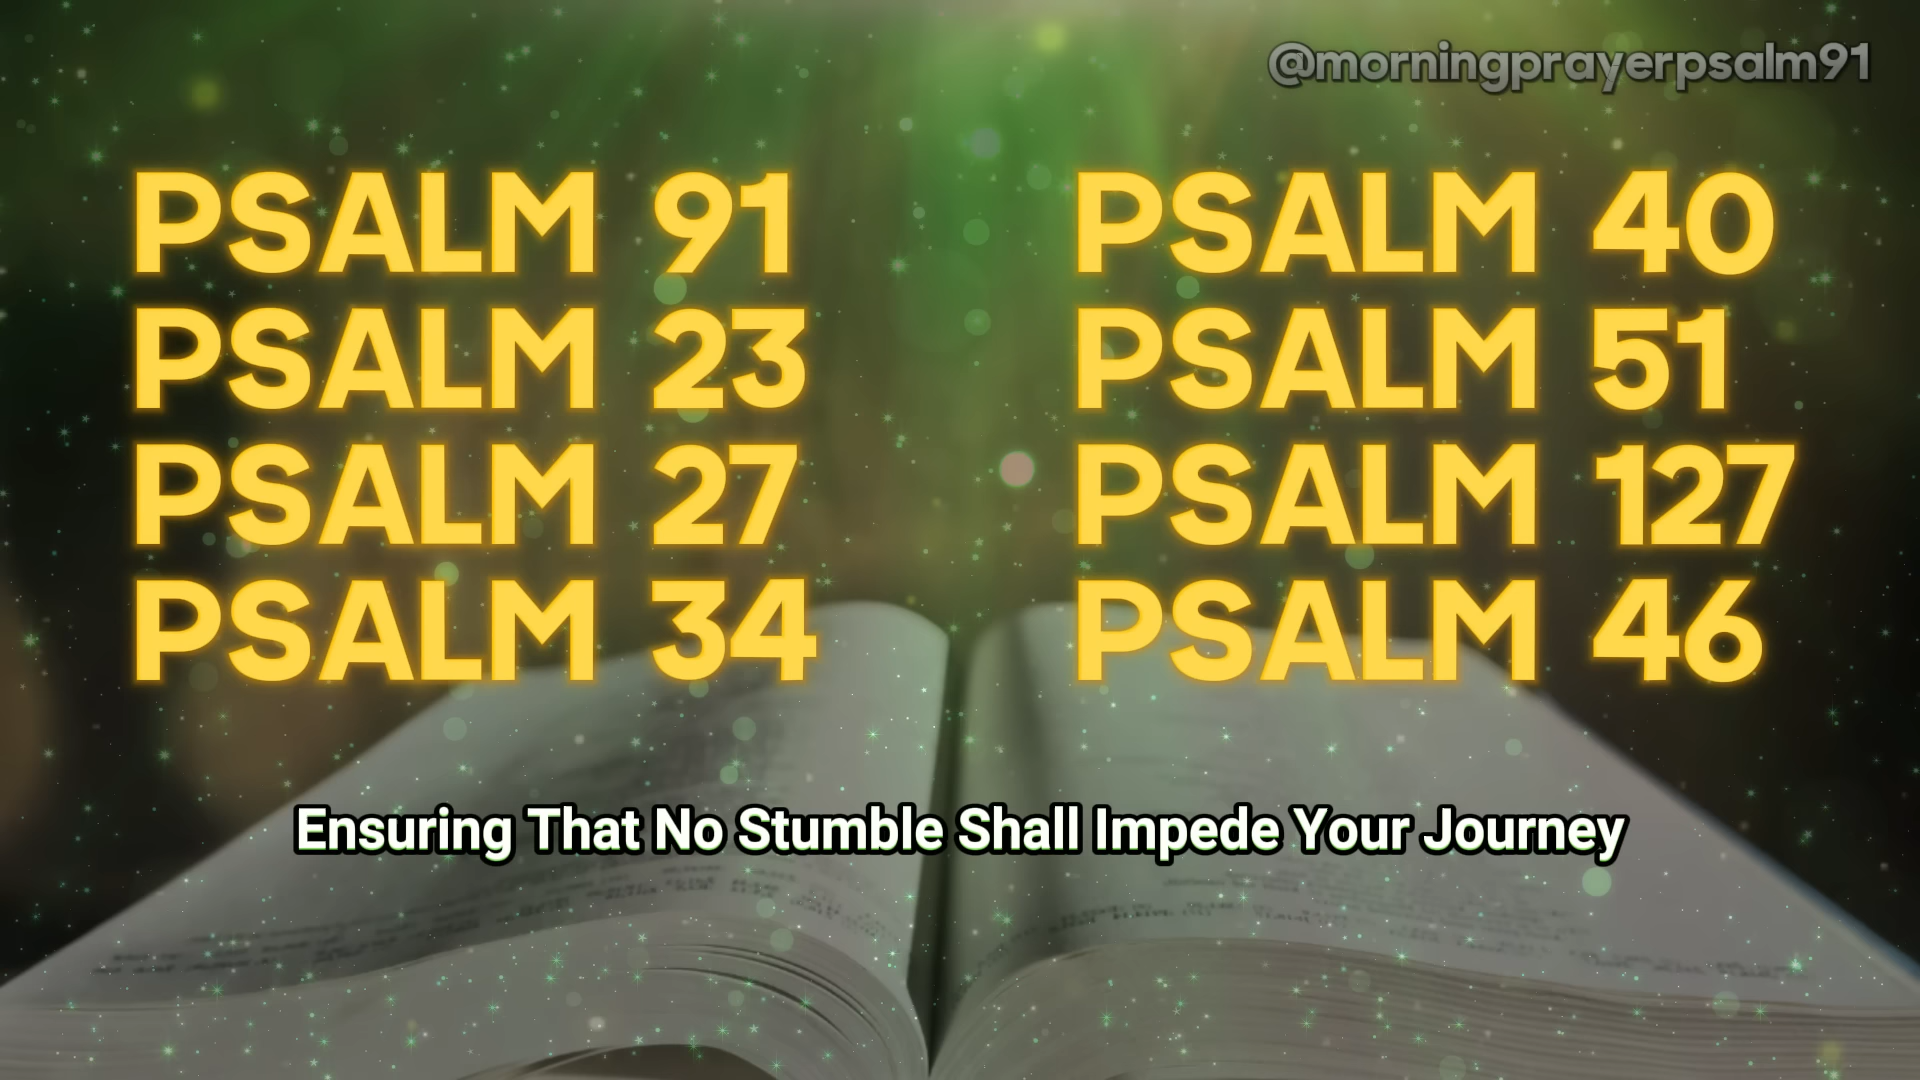 @morningprayerpsalm91
PSALM 91
PSALM 23
PSALM 27
PSALM 34
PSALM 40
PSALM 51
PSALM 127
PSALM 46
Ensuring That No Stumble Shall Impede Your Journey